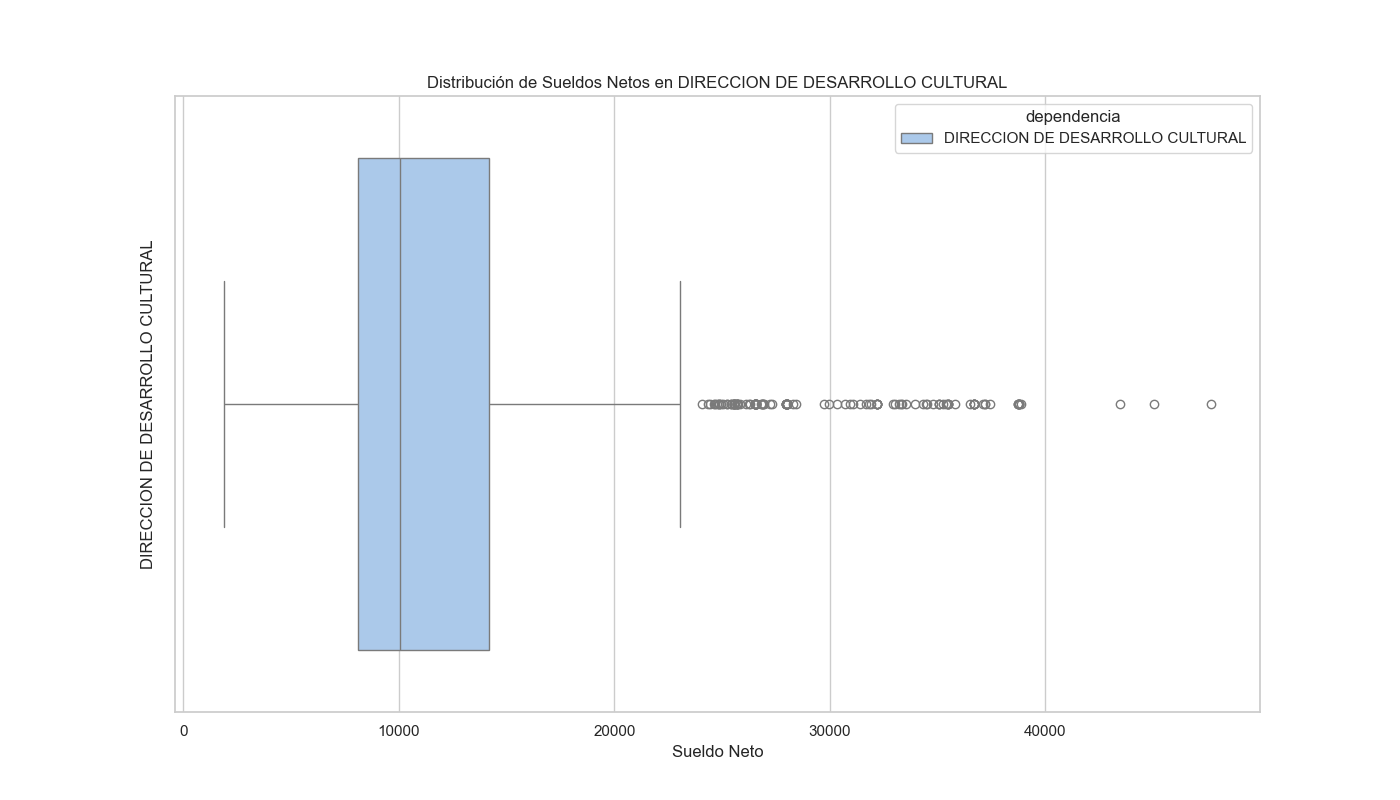 Distribución de Sueldos Netos en DIRECCION DE DESARROLLO CULTURAL
dependencia
DIRECCION DE DESARROLLO CULTURAL
DIRECCION DE DESARROLLO CULTURAL
0
10000
20000
30000
40000
Sueldo Neto